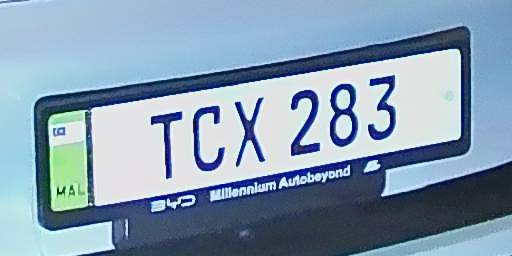 MAL TCX 283
BYD Millennium Autobeyond